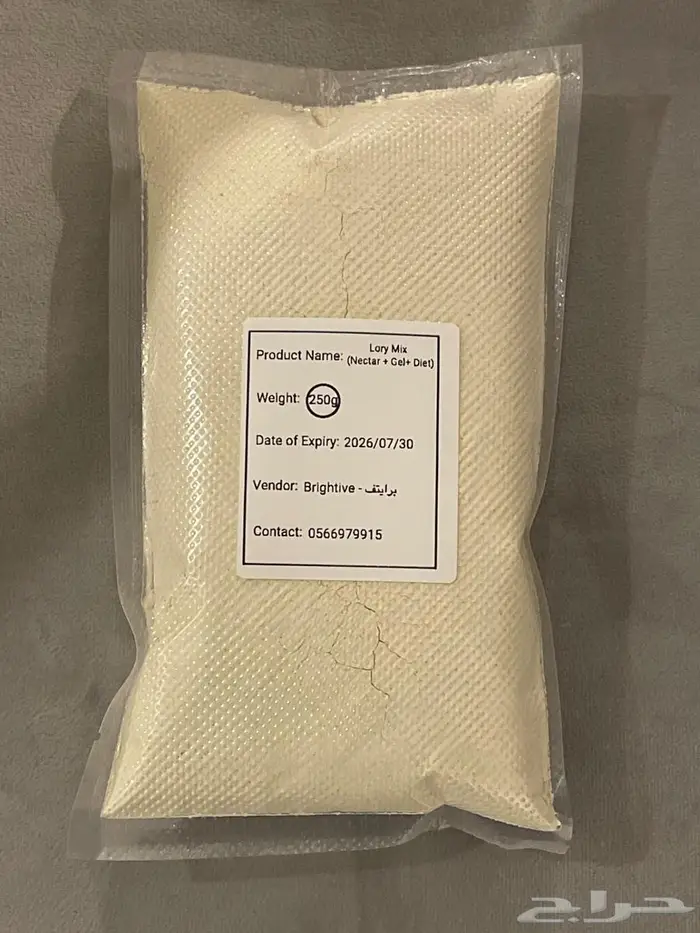 Product Name: Lory Mix
(Nectar + Gel+ Diet)
Weight: 250g
Date of Expiry: 2026/07/30
Vendor: Brightive - برايتف
Contact: 0566979915
حراج